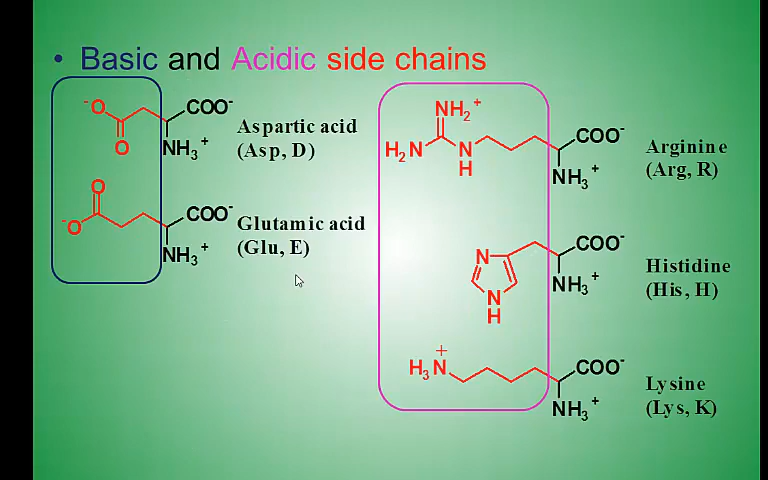 • Basic and Acidic side chains
⁻O
O
COO⁻
NH₃⁺
Aspartic acid
(Asp, D)
O
⁻O
COO⁻
NH₃⁺
Glutamic acid
(Glu, E)
NH₂⁺
H₂N
N
H
COO⁻
NH₃⁺
Arginine
(Arg, R)
N
N
H
COO⁻
NH₃⁺
Histidine
(His, H)
+
H₃N
COO⁻
NH₃⁺
Lysine
(Lys, K)